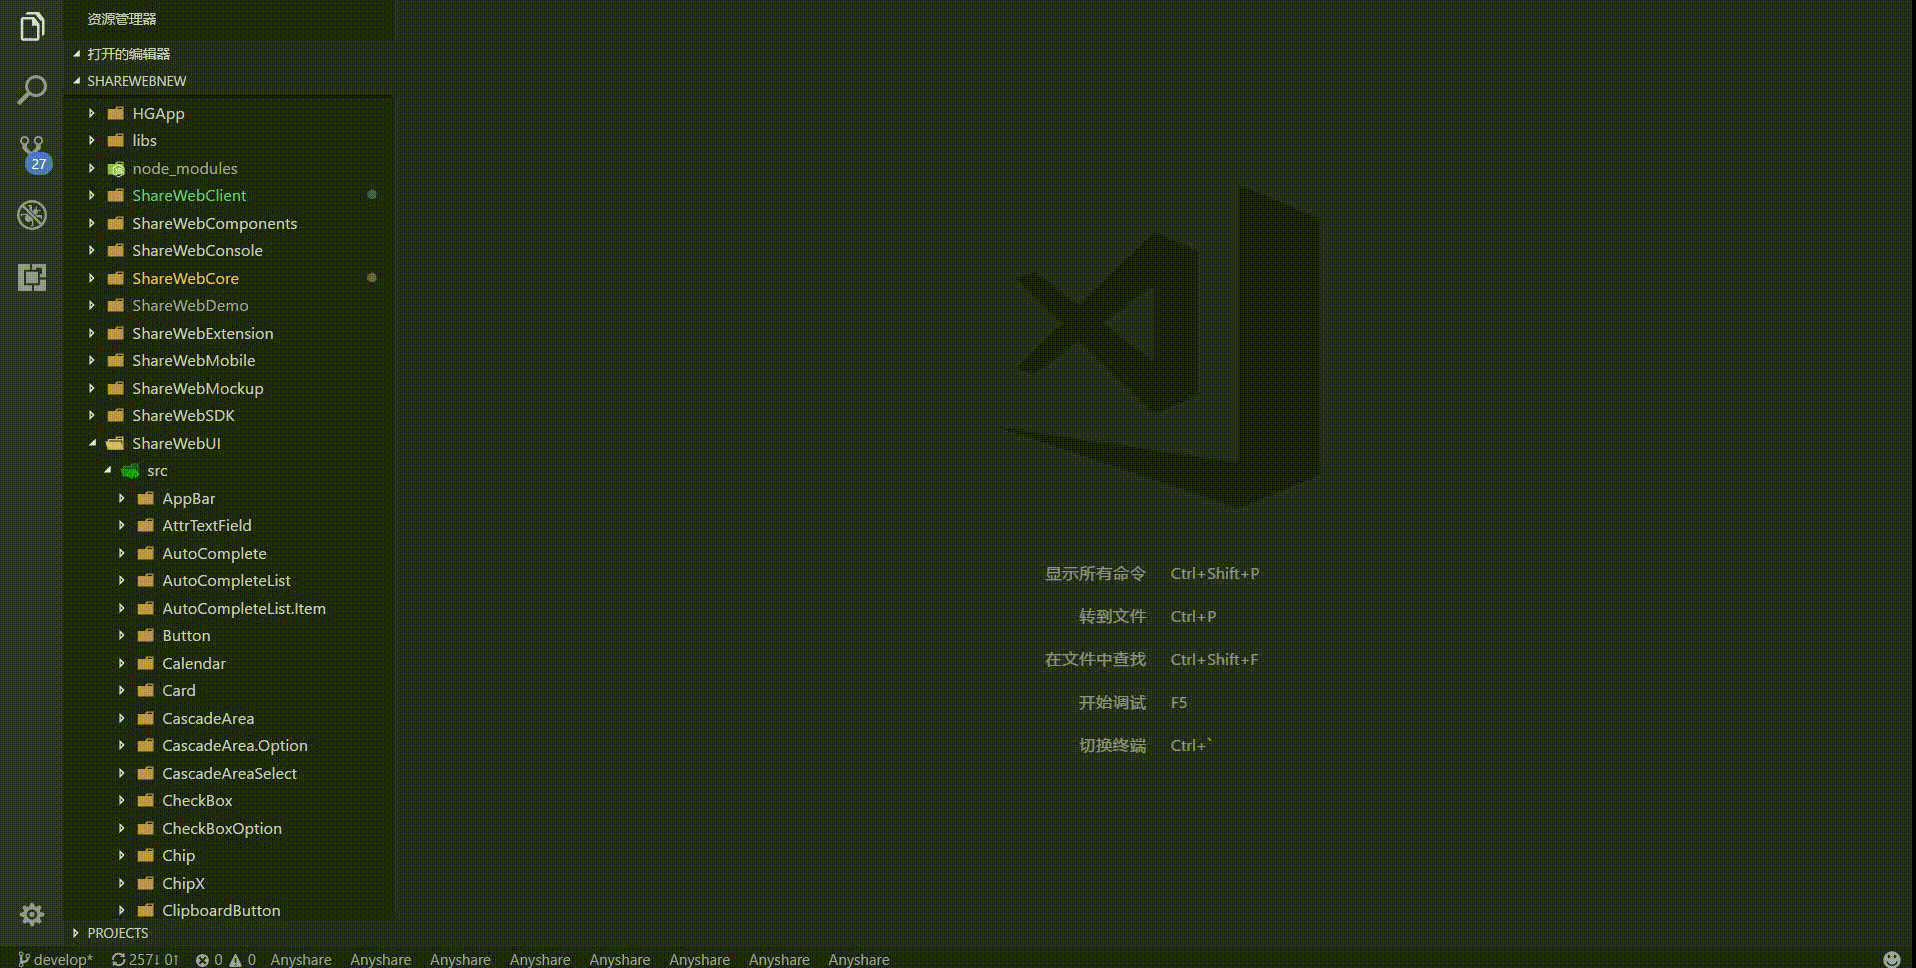 资源管理器
打开的编辑器
SHAREWEBNEW
HGApp
libs
node_modules
ShareWebClient
ShareWebComponents
ShareWebConsole
ShareWebCore
ShareWebDemo
ShareWebExtension
ShareWebMobile
ShareWebMockup
ShareWebSDK
ShareWebUI
src
AppBar
AttrTextField
AutoComplete
AutoCompleteList
AutoCompleteList.Item
Button
Calendar
Card
CascadeArea
CascadeArea.Option
CascadeAreaSelect
CheckBox
CheckBoxOption
Chip
ChipX
ClipboardButton
PROJECTS
27
显示所有命令 Ctrl+Shift+P
转到文件 Ctrl+P
在文件中查找 Ctrl+Shift+F
开始调试 F5
切换终端 Ctrl+`
develop* 257↓ 0↑ 0 0 Anyshare Anyshare Anyshare Anyshare Anyshare Anyshare Anyshare Anyshare